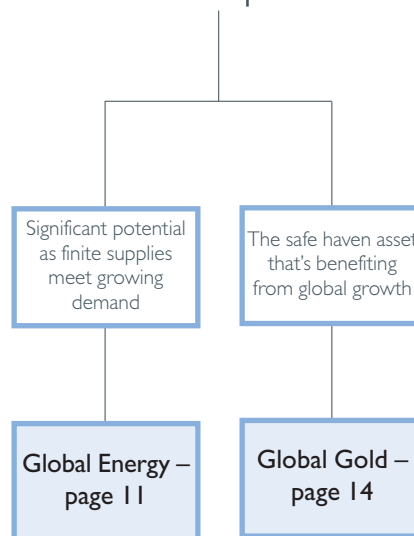 Significant potential
as finite supplies
meet growing
demand
The safe haven asset
that's benefiting
from global growth
Global Energy –
page 11
Global Gold –
page 14